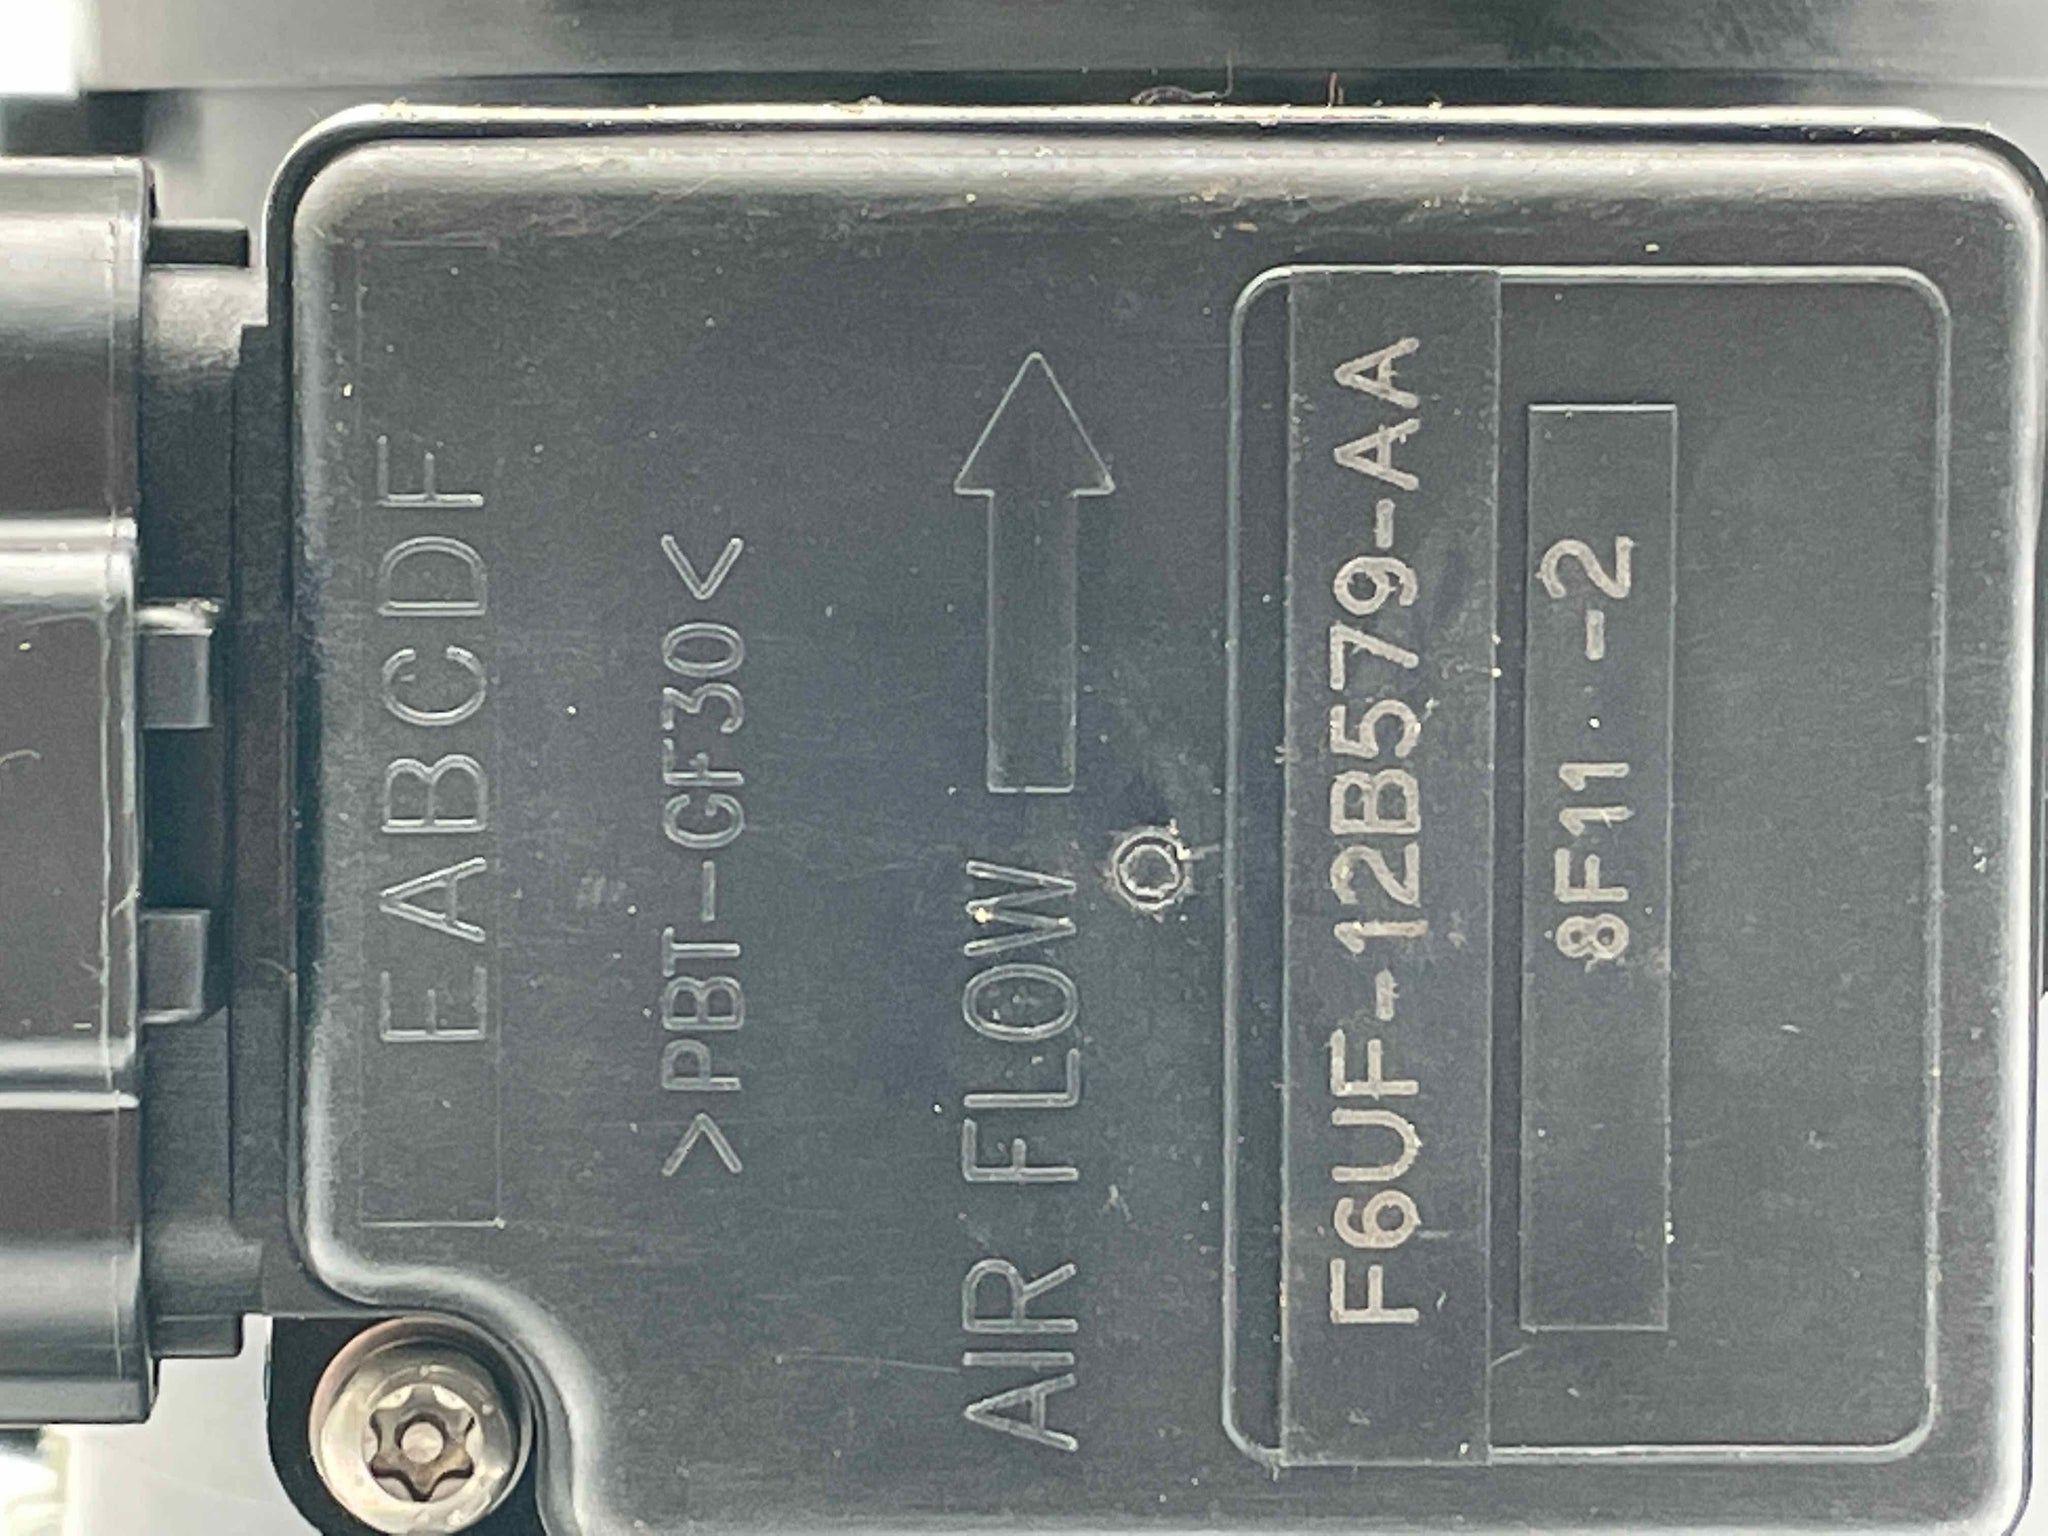 EABCDF
>PBT-GF30<
AIR FLOW
F6UF-12B579-AA
8F11 -2